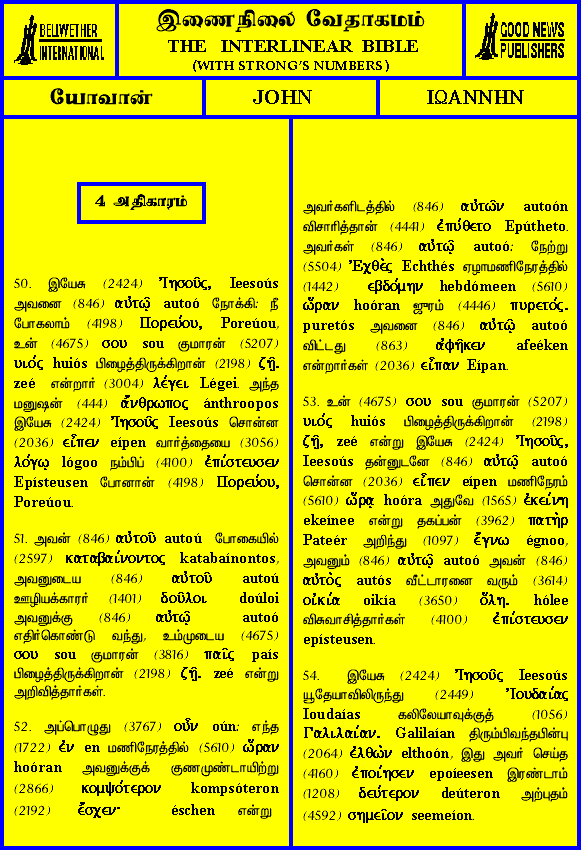 BELLWETHER
INTERNATIONAL
இணைநிலை வேதாகமம்
THE INTERLINEAR BIBLE
(WITH STRONG'S NUMBERS)
GOOD NEWS
PUBLISHERS
யோவான்
JOHN
ΙΩΑΝΝΗΝ
4 அதிகாரம்
50. இயேசு (2424) Ἰησοῦς, Ieesoús
அவனை (846) αὐτῷ autoó நோக்கி: நீ
போகலாம் (4198) Πορεύου, Poreúou,
உன் (4675) σου sou குமாரன் (5207)
υιός huiós பிழைத்திருக்கிறான் (2198) ζῇ.
zeé என்றார் (3004) λέγει Légei. அந்த
மனுஷன் (444) ἄνθρωπος ánthroopos
இயேசு (2424) Ἰησοῦς Ieesoús சொன்ன
(2036) εἶπεν eípen வார்த்தையை (3056)
λόγῳ lógoo நம்பிப் (4100) ἐπίστευσεν
Epísteusen போனான் (4198) Πορεύου,
Poreúou.
51. அவன் (846) αὐτοῦ autoú போகையில்
(2597) καταβαίνοντος katabaínontos,
அவனுடைய (846) αὐτοῦ autoú
ஊழியக்காரர் (1401) δοῦλοι doúloi
அவனுக்கு (846) αὐτῷ autoó
எதிர்கொண்டு வந்து, உம்முடைய (4675)
σου sou குமாரன் (3816) παῖς país
பிழைத்திருக்கிறான் (2198) ζῇ. zeé என்று
அறிவித்தார்கள்.
52. அப்பொழுது (3767) οὖν oún: எந்த
(1722) ἐν en மணிநேரத்தில் (5610) ὥραν
hoóran அவனுக்குக் குணமுண்டாயிற்று
(2866) κομψότερον kompsóteron
(2192) ἔσχεν· éschen என்று
அவர்களிடத்தில் (846) αὐτῶν autoón
விசாரித்தான் (4441) ἐπύθετο Epútheto.
அவர்கள் (846) αὐτῷ autoó: நேற்று
(5504) Ἐχθὲς Echthés ஏழாமணிநேரத்தில்
(1442) εβδόμην hebdómeen (5610)
ὥραν hoóran ஜுரம் (4446) πυρετός.
puretós அவனை (846) αὐτῷ autoó
விட்டது (863) ἀφῆκεν afeéken
என்றார்கள் (2036) εἶπαν Eípan.
53. உன் (4675) σου sou குமாரன் (5207)
υιός huiós பிழைத்திருக்கிறான் (2198)
ζῇ, zeé என்று இயேசு (2424) Ἰησοῦς,
Ieesoús தன்னுடனே (846) αὐτῷ autoó
சொன்ன (2036) εἶπεν eípen மணிநேரம்
(5610) ὥρᾳ hoóra அதுவே (1565) ἐκείνῃ
ekeínee என்று தகப்பன் (3962) πατὴρ
Pateér அறிந்து (1097) ἔγνω égnoo,
அவனும் (846) αὐτῷ autoó அவன் (846)
αὐτὸς autós வீட்டாரனை வரும் (3614)
οἰκία oikía (3650) ὅλη. hólee
விசுவாசித்தார்கள் (4100) ἐπίστευσεν
epísteusen.
54. இயேசு (2424) Ἰησοῦς Ieesoús
யூதேயாவிலிருந்து (2449) Ἰουδαίας
Ioudaías கலிலேயாவுக்குத் (1056)
Γαλιλαίαν. Galilaían திரும்பிவந்தபின்பு
(2064) ἐλθὼν elthoón, இது அவர் செய்த
(4160) ἐποίησεν epoíeesen இரண்டாம்
(1208) δεύτερον deúteron அற்புதம்
(4592) σημεῖον seemeíon.